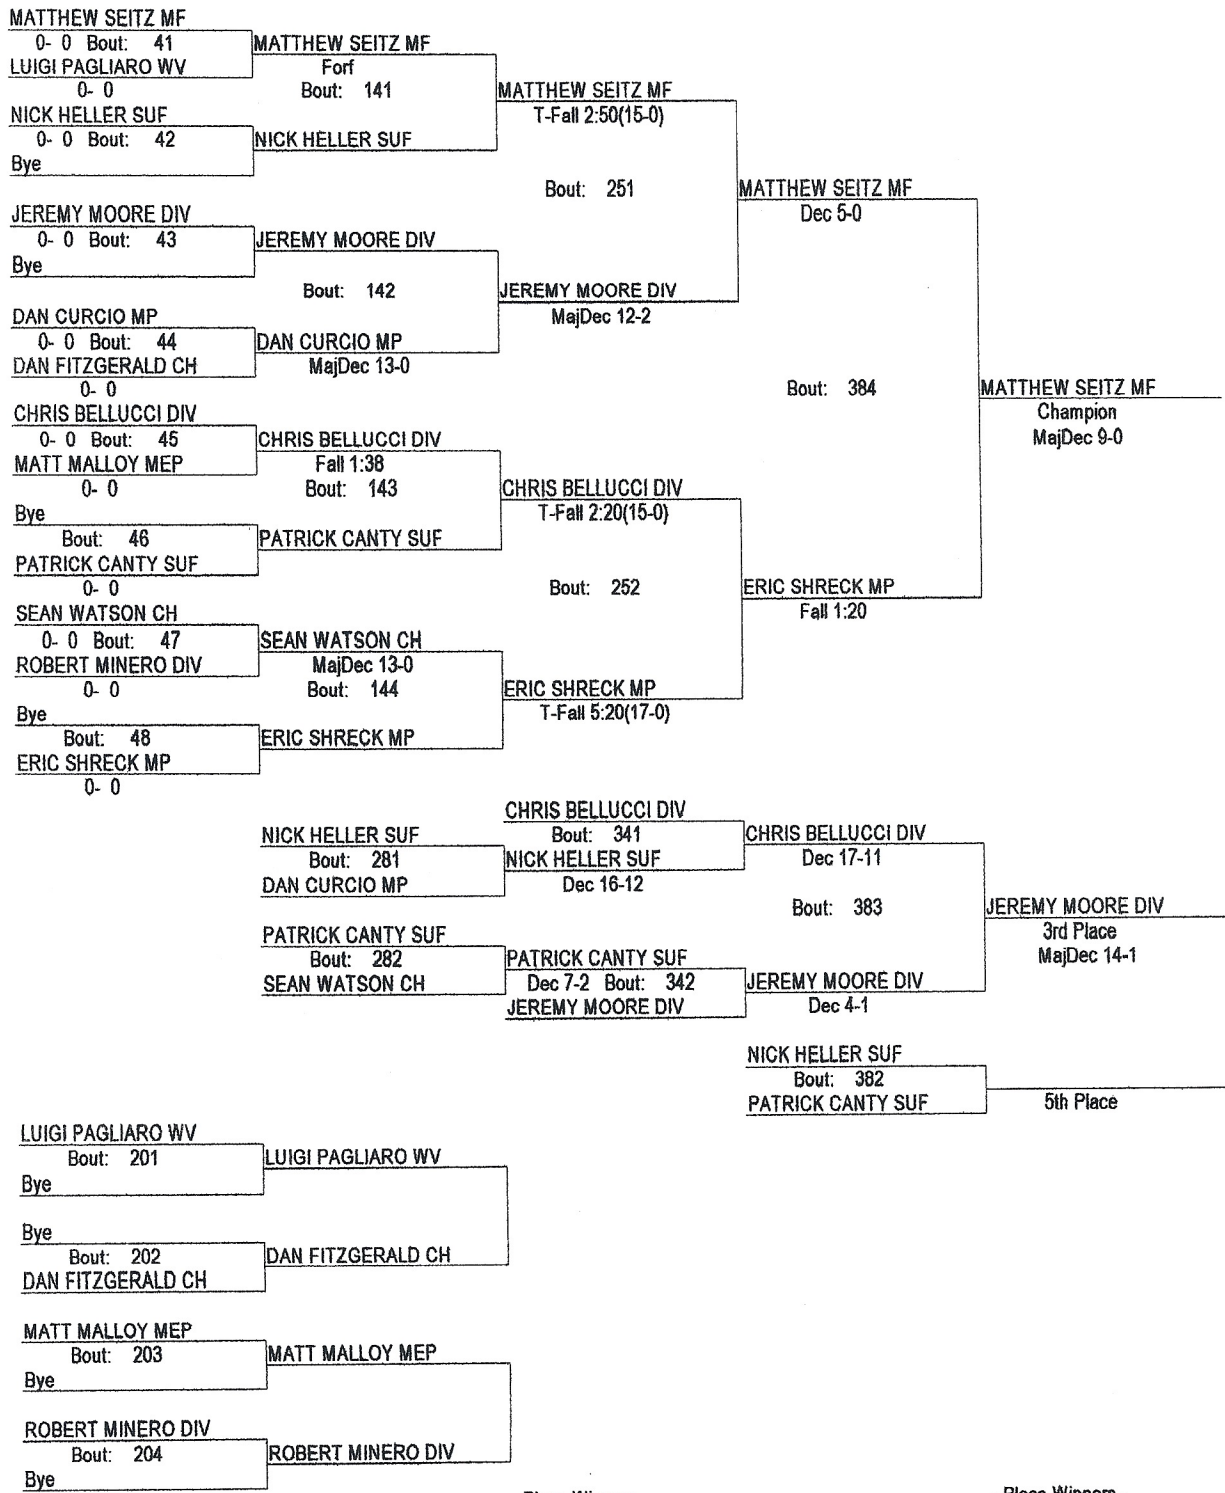 MATTHEW SEITZ MF
0- 0 Bout: 41
LUIGI PAGLIARO WV
0- 0
NICK HELLER SUF
0- 0 Bout: 42
Bye
JEREMY MOORE DIV
0- 0 Bout: 43
Bye
DAN CURCIO MP
0- 0 Bout: 44
DAN FITZGERALD CH
0- 0
CHRIS BELLUCCI DIV
0- 0 Bout: 45
MATT MALLOY MEP
0- 0
Bye
Bout: 46
PATRICK CANTY SUF
0- 0
SEAN WATSON CH
0- 0 Bout: 47
ROBERT MINERO DIV
0- 0
Bye
Bout: 48
ERIC SHRECK MP
0- 0
MATTHEW SEITZ MF
Forf
Bout: 141
NICK HELLER SUF
JEREMY MOORE DIV
Bout: 142
DAN CURCIO MP
MajDec 13-0
CHRIS BELLUCCI DIV
Fall 1:38
Bout: 143
PATRICK CANTY SUF
SEAN WATSON CH
MajDec 13-0
Bout: 144
ERIC SHRECK MP
MATTHEW SEITZ MF
T-Fall 2:50(15-0)
Bout: 251
JEREMY MOORE DIV
MajDec 12-2
CHRIS BELLUCCI DIV
T-Fall 2:20(15-0)
Bout: 252
ERIC SHRECK MP
T-Fall 5:20(17-0)
MATTHEW SEITZ MF
Dec 5-0
Bout: 384
ERIC SHRECK MP
Fall 1:20
MATTHEW SEITZ MF
Champion
MajDec 9-0
NICK HELLER SUF
Bout: 281
DAN CURCIO MP
PATRICK CANTY SUF
Bout: 282
SEAN WATSON CH
CHRIS BELLUCCI DIV
Bout: 341
NICK HELLER SUF
Dec 16-12
PATRICK CANTY SUF
Dec 7-2 Bout: 342
JEREMY MOORE DIV
CHRIS BELLUCCI DIV
Dec 17-11
Bout: 383
JEREMY MOORE DIV
Dec 4-1
JEREMY MOORE DIV
3rd Place
MajDec 14-1
NICK HELLER SUF
Bout: 382
PATRICK CANTY SUF
5th Place
LUIGI PAGLIARO WV
Bout: 201
Bye
Bye
Bout: 202
DAN FITZGERALD CH
MATT MALLOY MEP
Bout: 203
Bye
ROBERT MINERO DIV
Bout: 204
Bye
LUIGI PAGLIARO WV
DAN FITZGERALD CH
MATT MALLOY MEP
ROBERT MINERO DIV
Place Winners